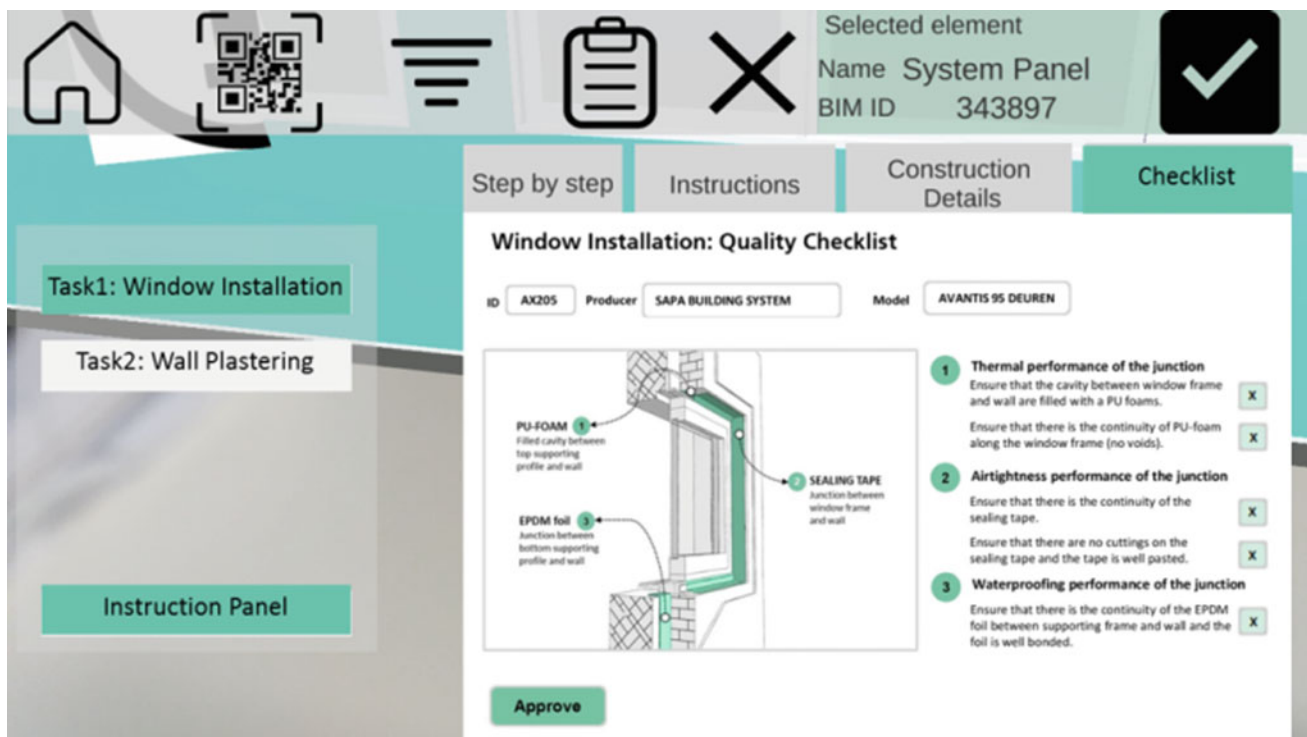 Selected element
Name System Panel
BIM ID 343897
Step by step
Instructions
Construction
Details
Checklist
Task1: Window Installation
Task2: Wall Plastering
Instruction Panel
Window Installation: Quality Checklist
ID AX205 Producer SAPA BUILDING SYSTEM Model AVANTIS 95 DEUREN
PU-FOAM 1
Filled cavity between
top supporting
profile and wall
2 SEALING TAPE
Junction between
window frame
and wall
EPDM foil 3
Junction between
bottom supporting
profile and wall
1 Thermal performance of the junction
Ensure that the cavity between window frame
and wall are filled with a PU foams. X
Ensure that there is the continuity of PU-foam
along the window frame (no voids). X
2 Airtightness performance of the junction
Ensure that there is the continuity of the
sealing tape. X
Ensure that there are no cuttings on the
sealing tape and the tape is well pasted. X
3 Waterproofing performance of the junction
Ensure that there is the continuity of the EPDM
foil between supporting frame and wall and the X
foil is well bonded.
Approve